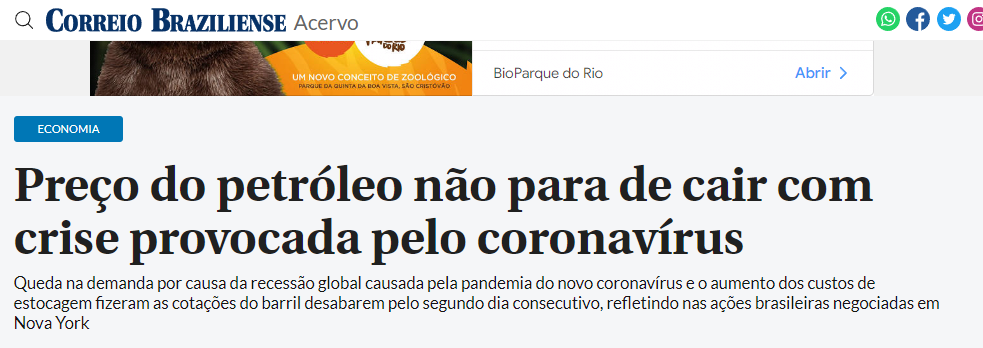 CORREIO BRAZILIENSE Acervo
DO RIO
UM NOVO CONCEITO DE ZOOLÓGICO
PARQUE DA QUINTA DA BOA VISTA, SÃO CRISTÓVÃO
BioParque do Rio
Abrir
ECONOMIA
Preço do petróleo não para de cair com
crise provocada pelo coronavírus
Queda na demanda por causa da recessão global causada pela pandemia do novo coronavírus e o aumento dos custos de
estocagem fizeram as cotações do barril desabarem pelo segundo dia consecutivo, refletindo nas ações brasileiras negociadas em
Nova York